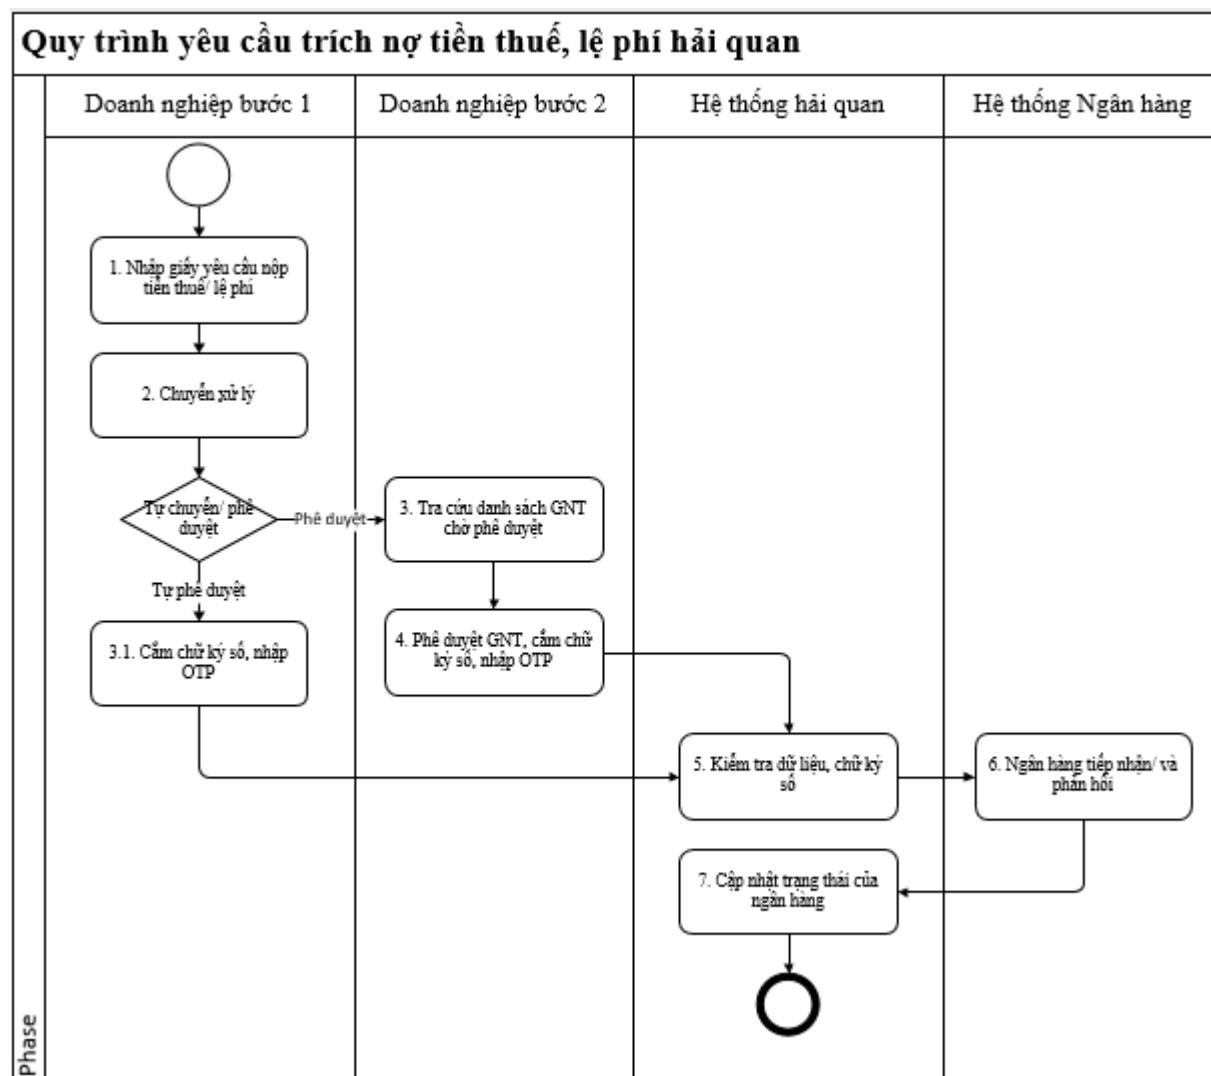 Quy trình yêu cầu trích nợ tiền thuế, lệ phí hải quan
Doanh nghiệp bước 1
Doanh nghiệp bước 2
Hệ thống hải quan
Hệ thống Ngân hàng
1. Nhập giấy yêu cầu nộp
tiền thuế/ lệ phí
2. Chuyển xử lý
Tự chuyển/ phê
duyệt
Phê duyệt
3. Tra cứu danh sách GNT
chờ phê duyệt
Tự phê duyệt
3.1. Cắm chữ ký số, nhập
OTP
4. Phê duyệt GNT, cắm chữ
ký số, nhập OTP
5. Kiểm tra dữ liệu, chữ ký
số
6. Ngân hàng tiếp nhận/ và
phản hồi
7. Cập nhật trạng thái của
ngân hàng
Phase